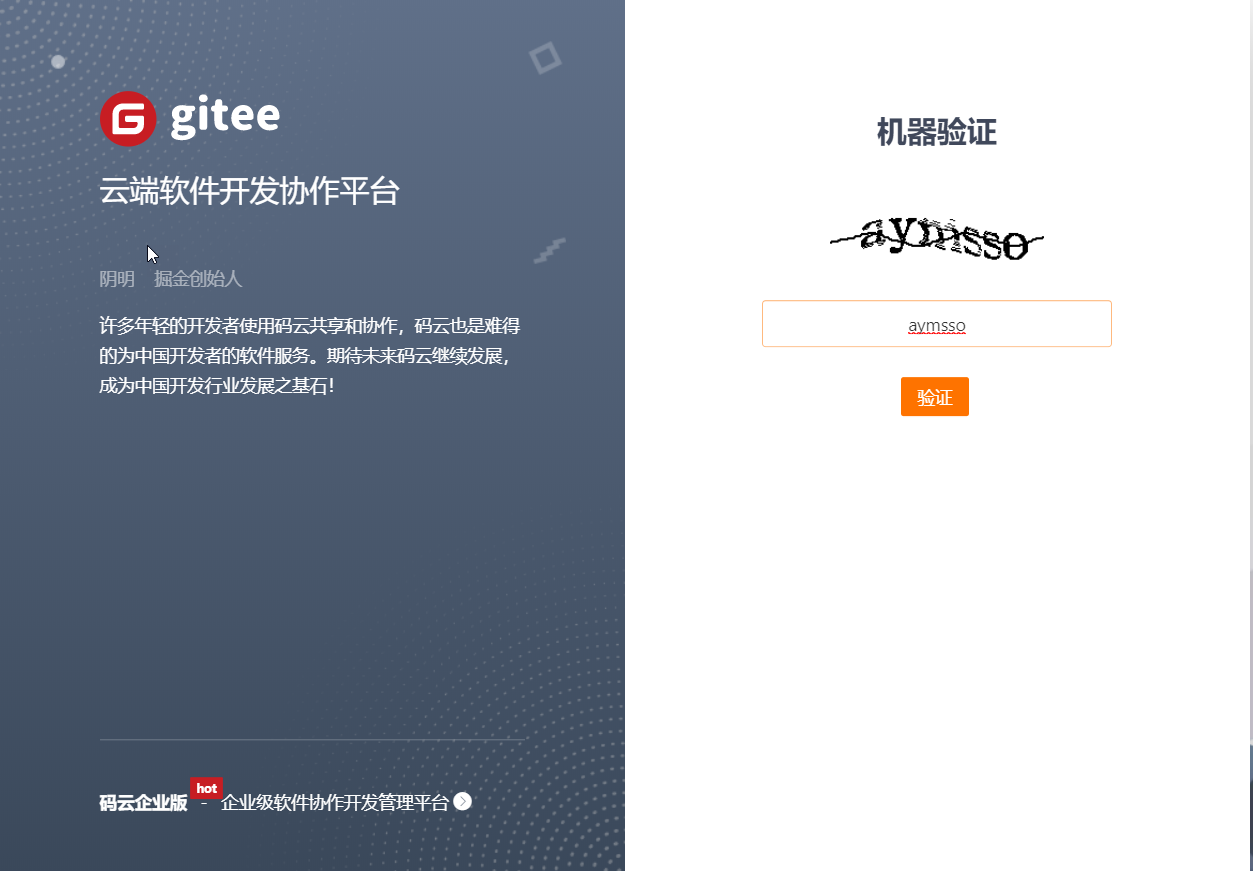 gitee
云端软件开发协作平台
阴明 掘金创始人
许多年轻的开发者使用码云共享和协作，码云也是难得
的为中国开发者的软件服务。期待未来码云继续发展，
成为中国开发行业发展之基石！
hot
码云企业版 - 企业级软件协作开发管理平台
机器验证
aymsso
aymsso
验证